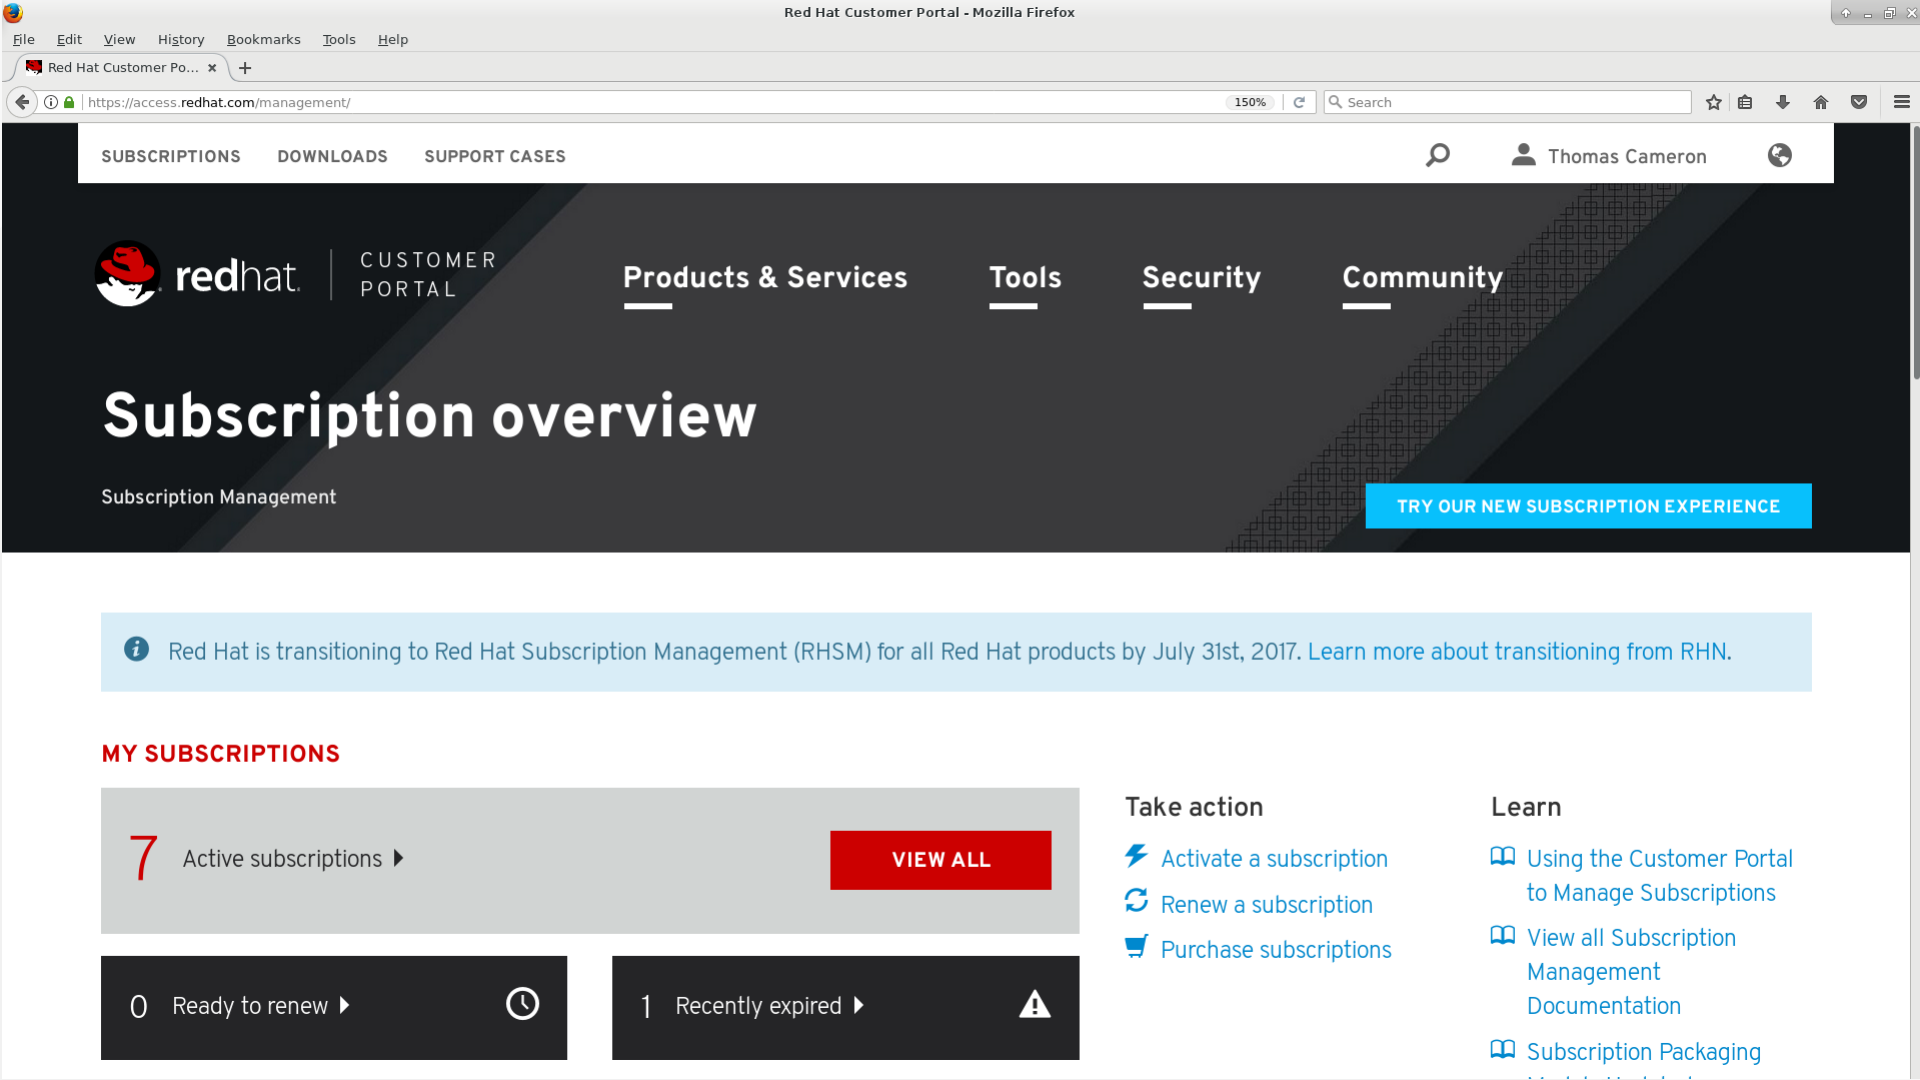 Red Hat Customer Portal - Mozilla Firefox
File Edit View History Bookmarks Tools Help
Red Hat Customer Po...
https://access.redhat.com/management/ 150% Search
SUBSCRIPTIONS DOWNLOADS SUPPORT CASES Thomas Cameron
redhat. CUSTOMER PORTAL
Products & Services Tools Security Community
Subscription overview
Subscription Management
TRY OUR NEW SUBSCRIPTION EXPERIENCE
Red Hat is transitioning to Red Hat Subscription Management (RHSM) for all Red Hat products by July 31st, 2017. Learn more about transitioning from RHN.
MY SUBSCRIPTIONS
7 Active subscriptions VIEW ALL
0 Ready to renew
1 Recently expired
Take action
Activate a subscription
Renew a subscription
Purchase subscriptions
Learn
Using the Customer Portal
to Manage Subscriptions
View all Subscription
Management
Documentation
Subscription Packaging